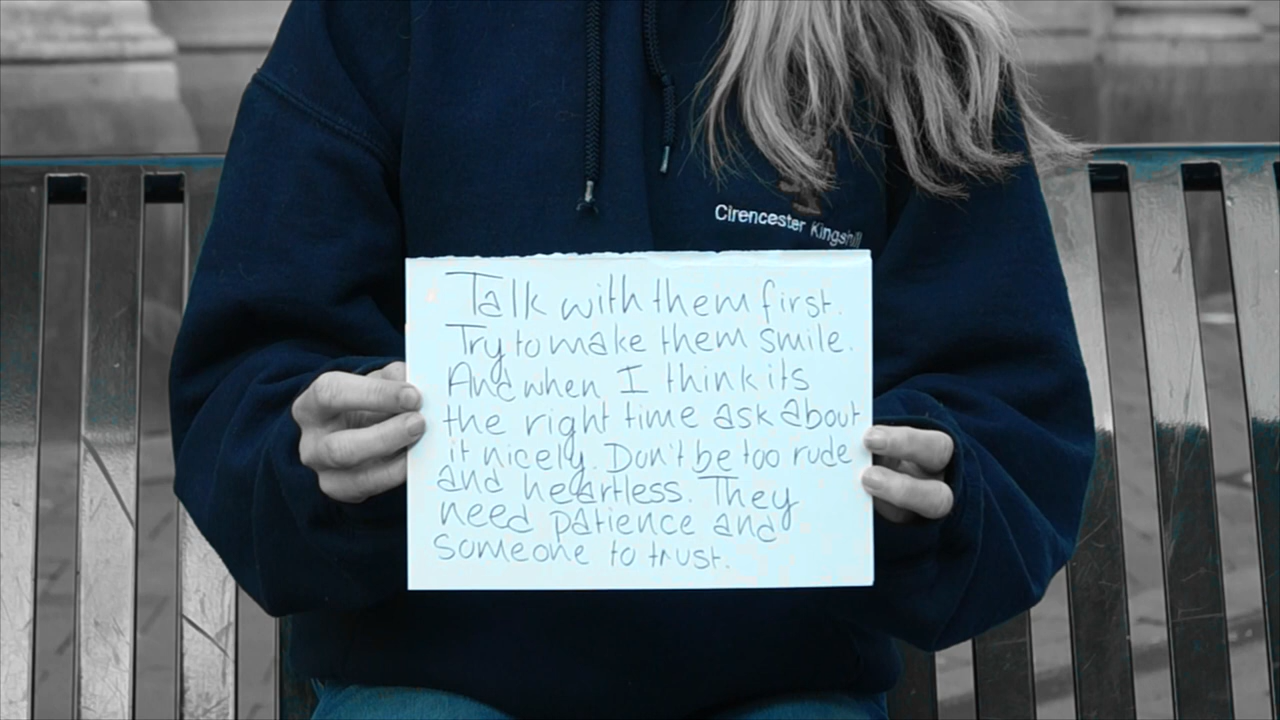 Cirencester Kingshill
Talk with them first.
Try to make them smile.
And when I think its
the right time ask about
it nicely. Don't be too rude
and heartless. They
need patience and
someone to trust.